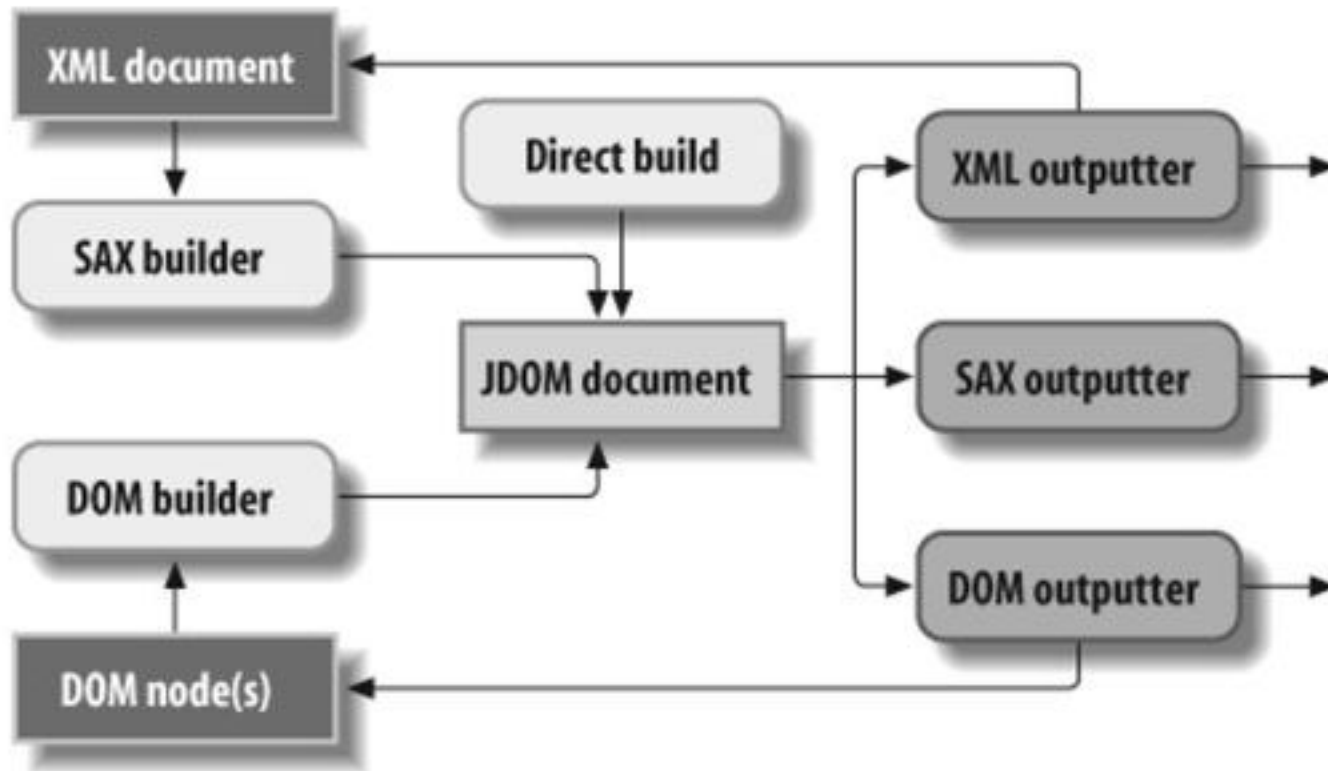 XML document
Direct build
XML outputter
SAX builder
JDOM document
SAX outputter
DOM builder
DOM outputter
DOM node(s)